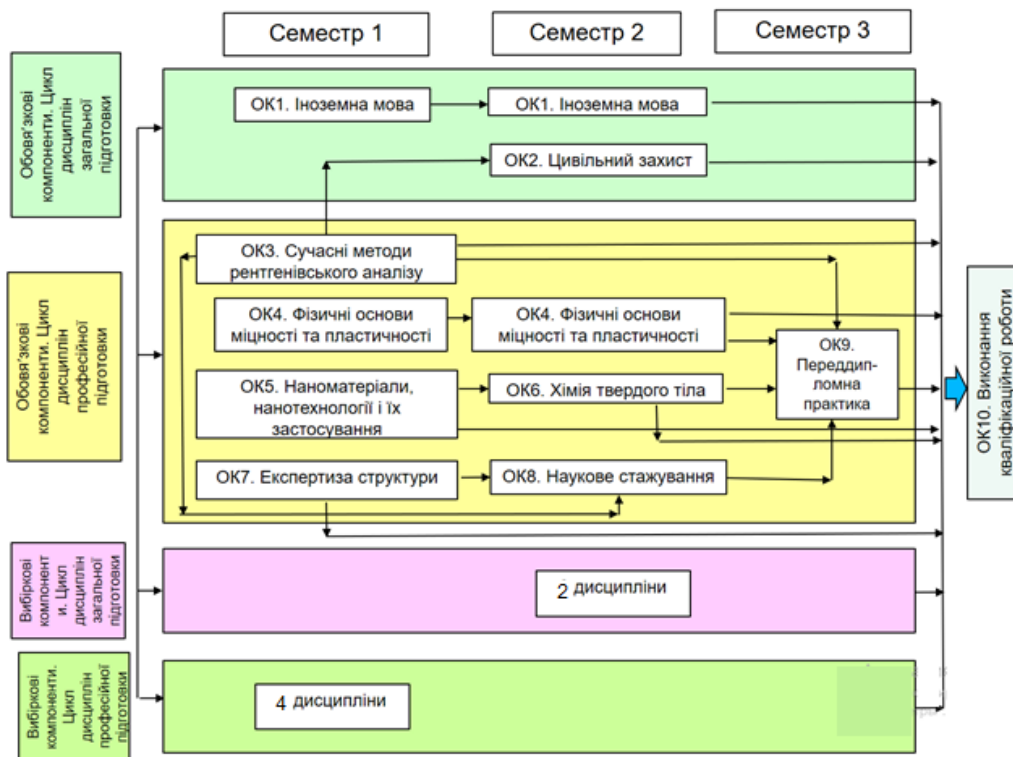 Семестр 1
Семестр 2
Семестр 3
Обовя'зкові
компоненти. Цикл
дисциплін
загальної
підготовки
ОК1. Іноземна мова
ОК1. Іноземна мова
ОК2. Цивільний захист
Обовя'зкові
компоненти. Цикл
дисциплін
професійної
підготовки
ОК3. Сучасні методи
рентгенівського аналізу
ОК4. Фізичні основи
міцності та пластичності
ОК4. Фізичні основи
міцності та пластичності
ОК5. Наноматеріали,
нанотехнології і їх
застосування
ОК6. Хімія твердого тіла
ОК7. Експертиза структури
ОК8. Наукове стажування
ОК9.
Переддип-
ломна
практика
ОК10. Виконання
кваліфікаційної роботи
Вибіркові
компонент
и. Цикл
дисциплін
загальної
підготовки
2 дисципліни
Вибіркові
компоненти.
Цикл
дисциплін
професійної
підготовки
4 дисципліни